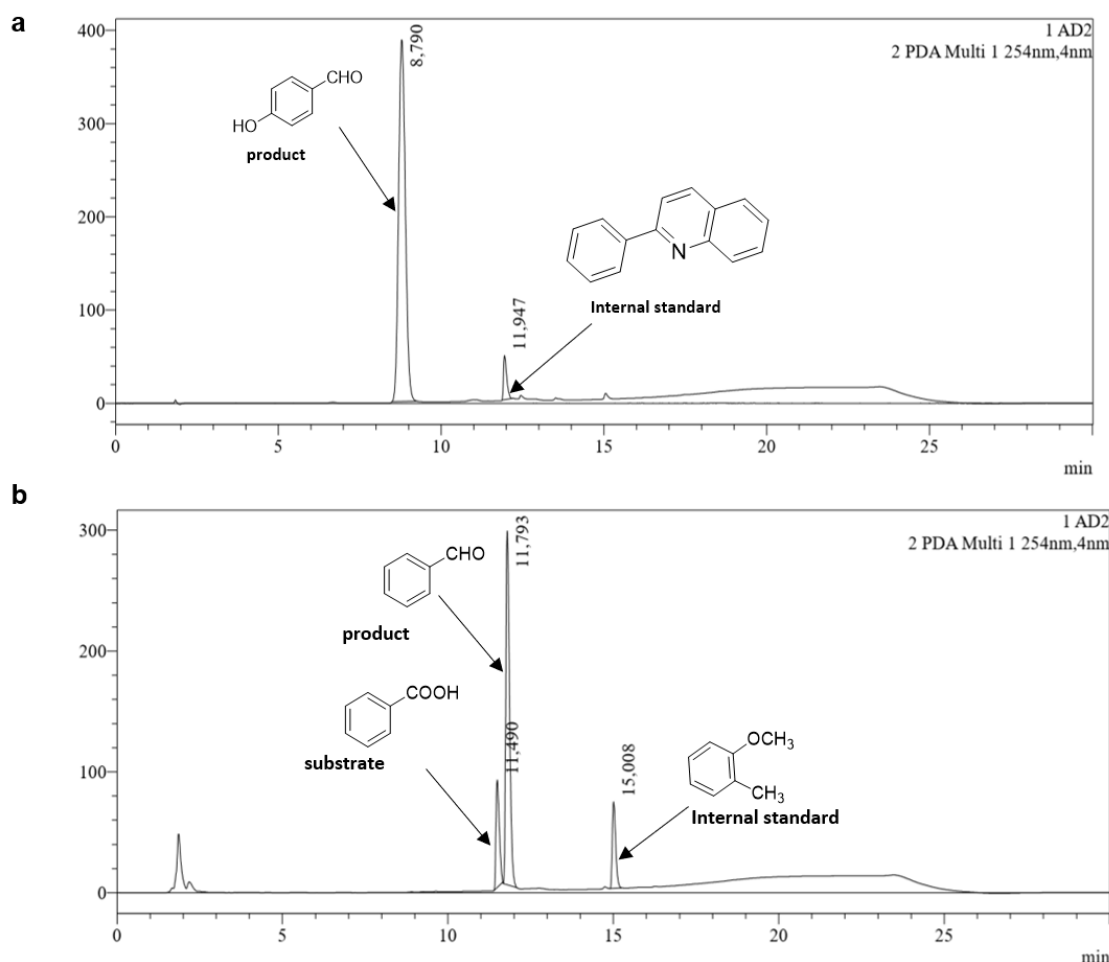 a
400
300
200
100
0
0
5
10
15
20
25
min
1 AD2
2 PDA Multi 1 254nm,4nm
8,790
CHO
HO
product
N
Internal standard
11,947
b
300
200
100
0
0
5
10
15
20
25
min
1 AD2
2 PDA Multi 1 254nm,4nm
11,793
CHO
product
COOH
substrate
11,490
15,008
OCH3
CH3
Internal standard